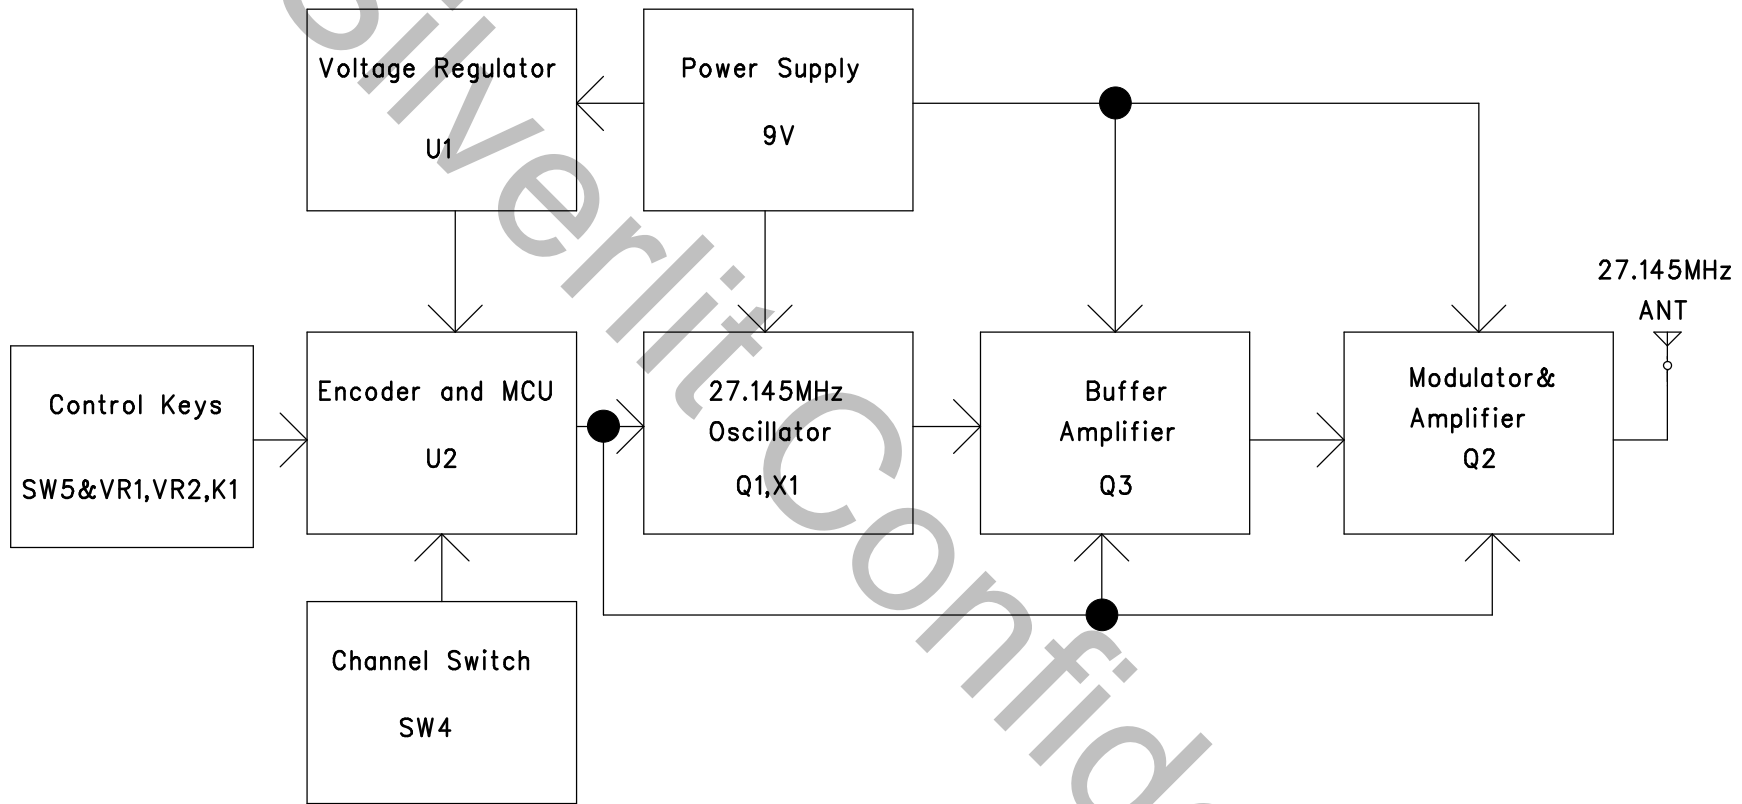 Voltage Regulator
U1
Power Supply
9V
27.145MHz
ANT
Control Keys
SW5&VR1,VR2,K1
Encoder and MCU
U2
27.145MHz
Oscillator
Q1,X1
Buffer
Amplifier
Q3
Modulator&
Amplifier
Q2
Channel Switch
SW4
Silverlit Confid